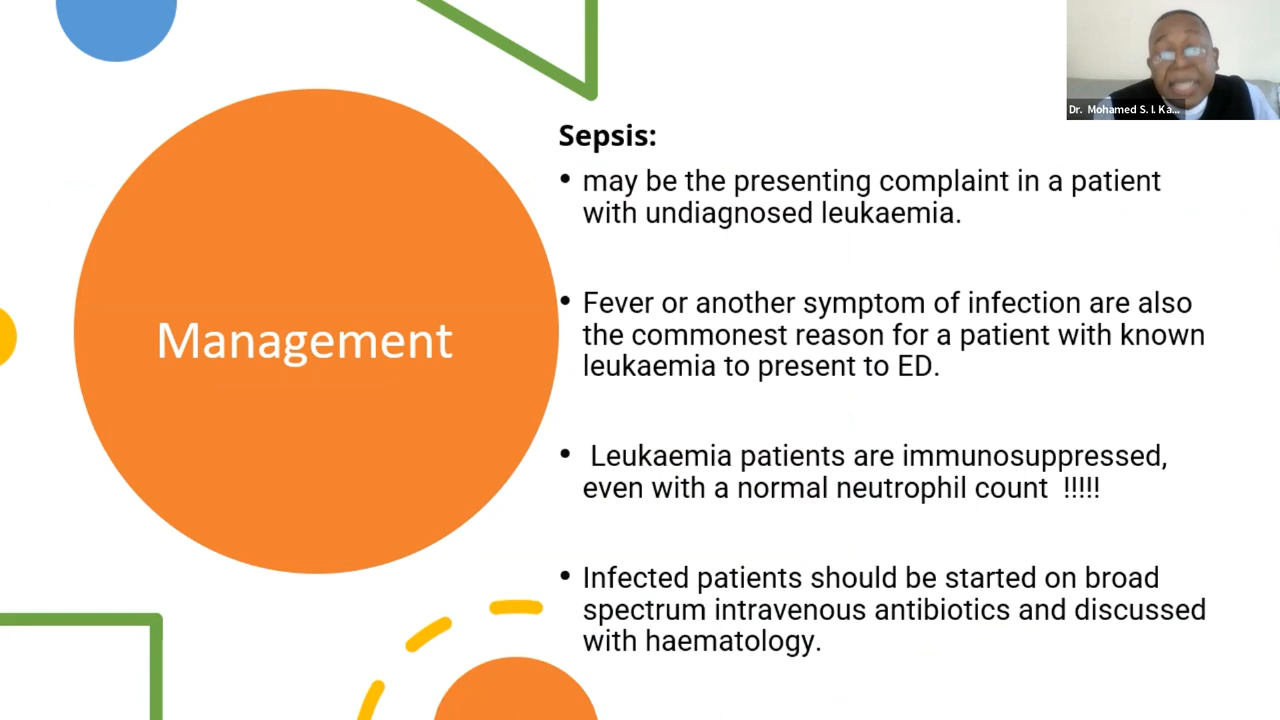 Dr. Mohamed S. I. Ka...
Sepsis:
• may be the presenting complaint in a patient
with undiagnosed leukaemia.
• Fever or another symptom of infection are also
the commonest reason for a patient with known
leukaemia to present to ED.
Management
• Leukaemia patients are immunosuppressed,
even with a normal neutrophil count !!!!!
• Infected patients should be started on broad
spectrum intravenous antibiotics and discussed
with haematology.